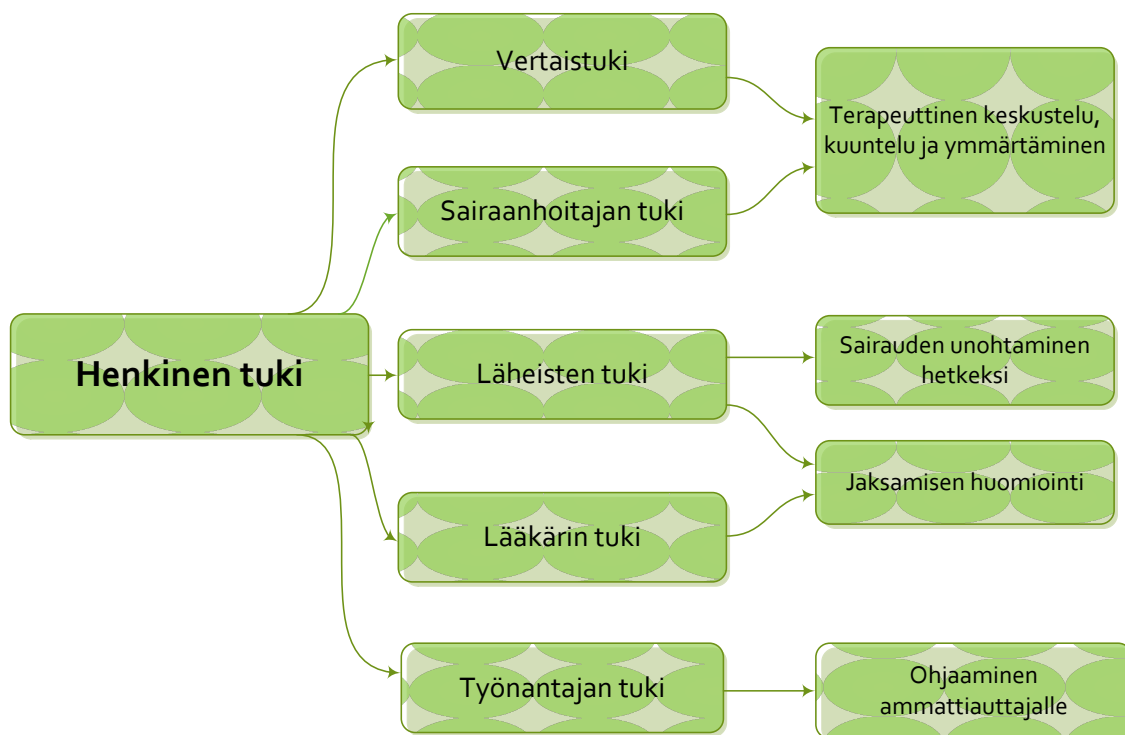 Vertaistuki
Terapeuttinen keskustelu,
kuuntelu ja ymmärtäminen
Sairaanhoitajan tuki
Henkinen tuki
Läheisten tuki
Sairauden unohtaminen
hetkeksi
Jaksamisen huomiointi
Lääkärin tuki
Työnantajan tuki
Ohjaaminen
ammattiauttajalle